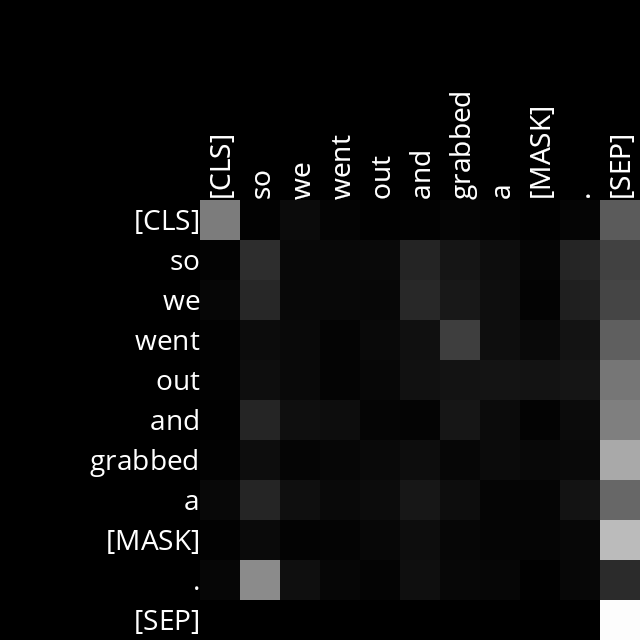 [CLS] so we went out and grabbed a [MASK] . [SEP]
[CLS]
so
we
went
out
and
grabbed
a
[MASK]
.
[SEP]